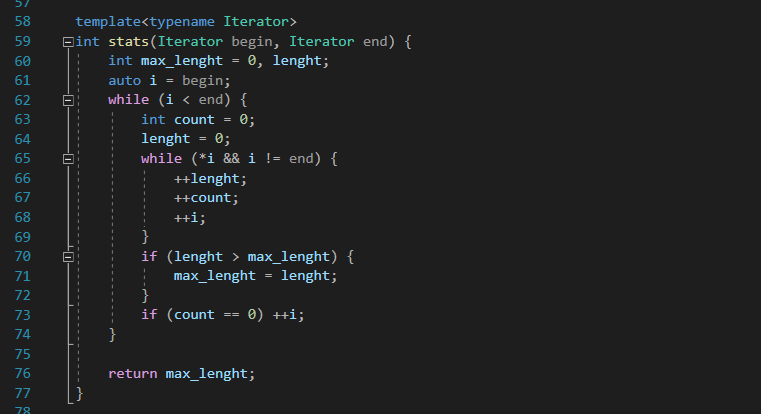 57
58 template<typename Iterator>
59 int stats(Iterator begin, Iterator end) {
60 int max_lenght = 0, lenght;
61 auto i = begin;
62 while (i < end) {
63 int count = 0;
64 lenght = 0;
65 while (*i && i != end) {
66 ++lenght;
67 ++count;
68 ++i;
69 }
70 if (lenght > max_lenght) {
71 max_lenght = lenght;
72 }
73 if (count == 0) ++i;
74 }
75
76 return max_lenght;
77 }
78